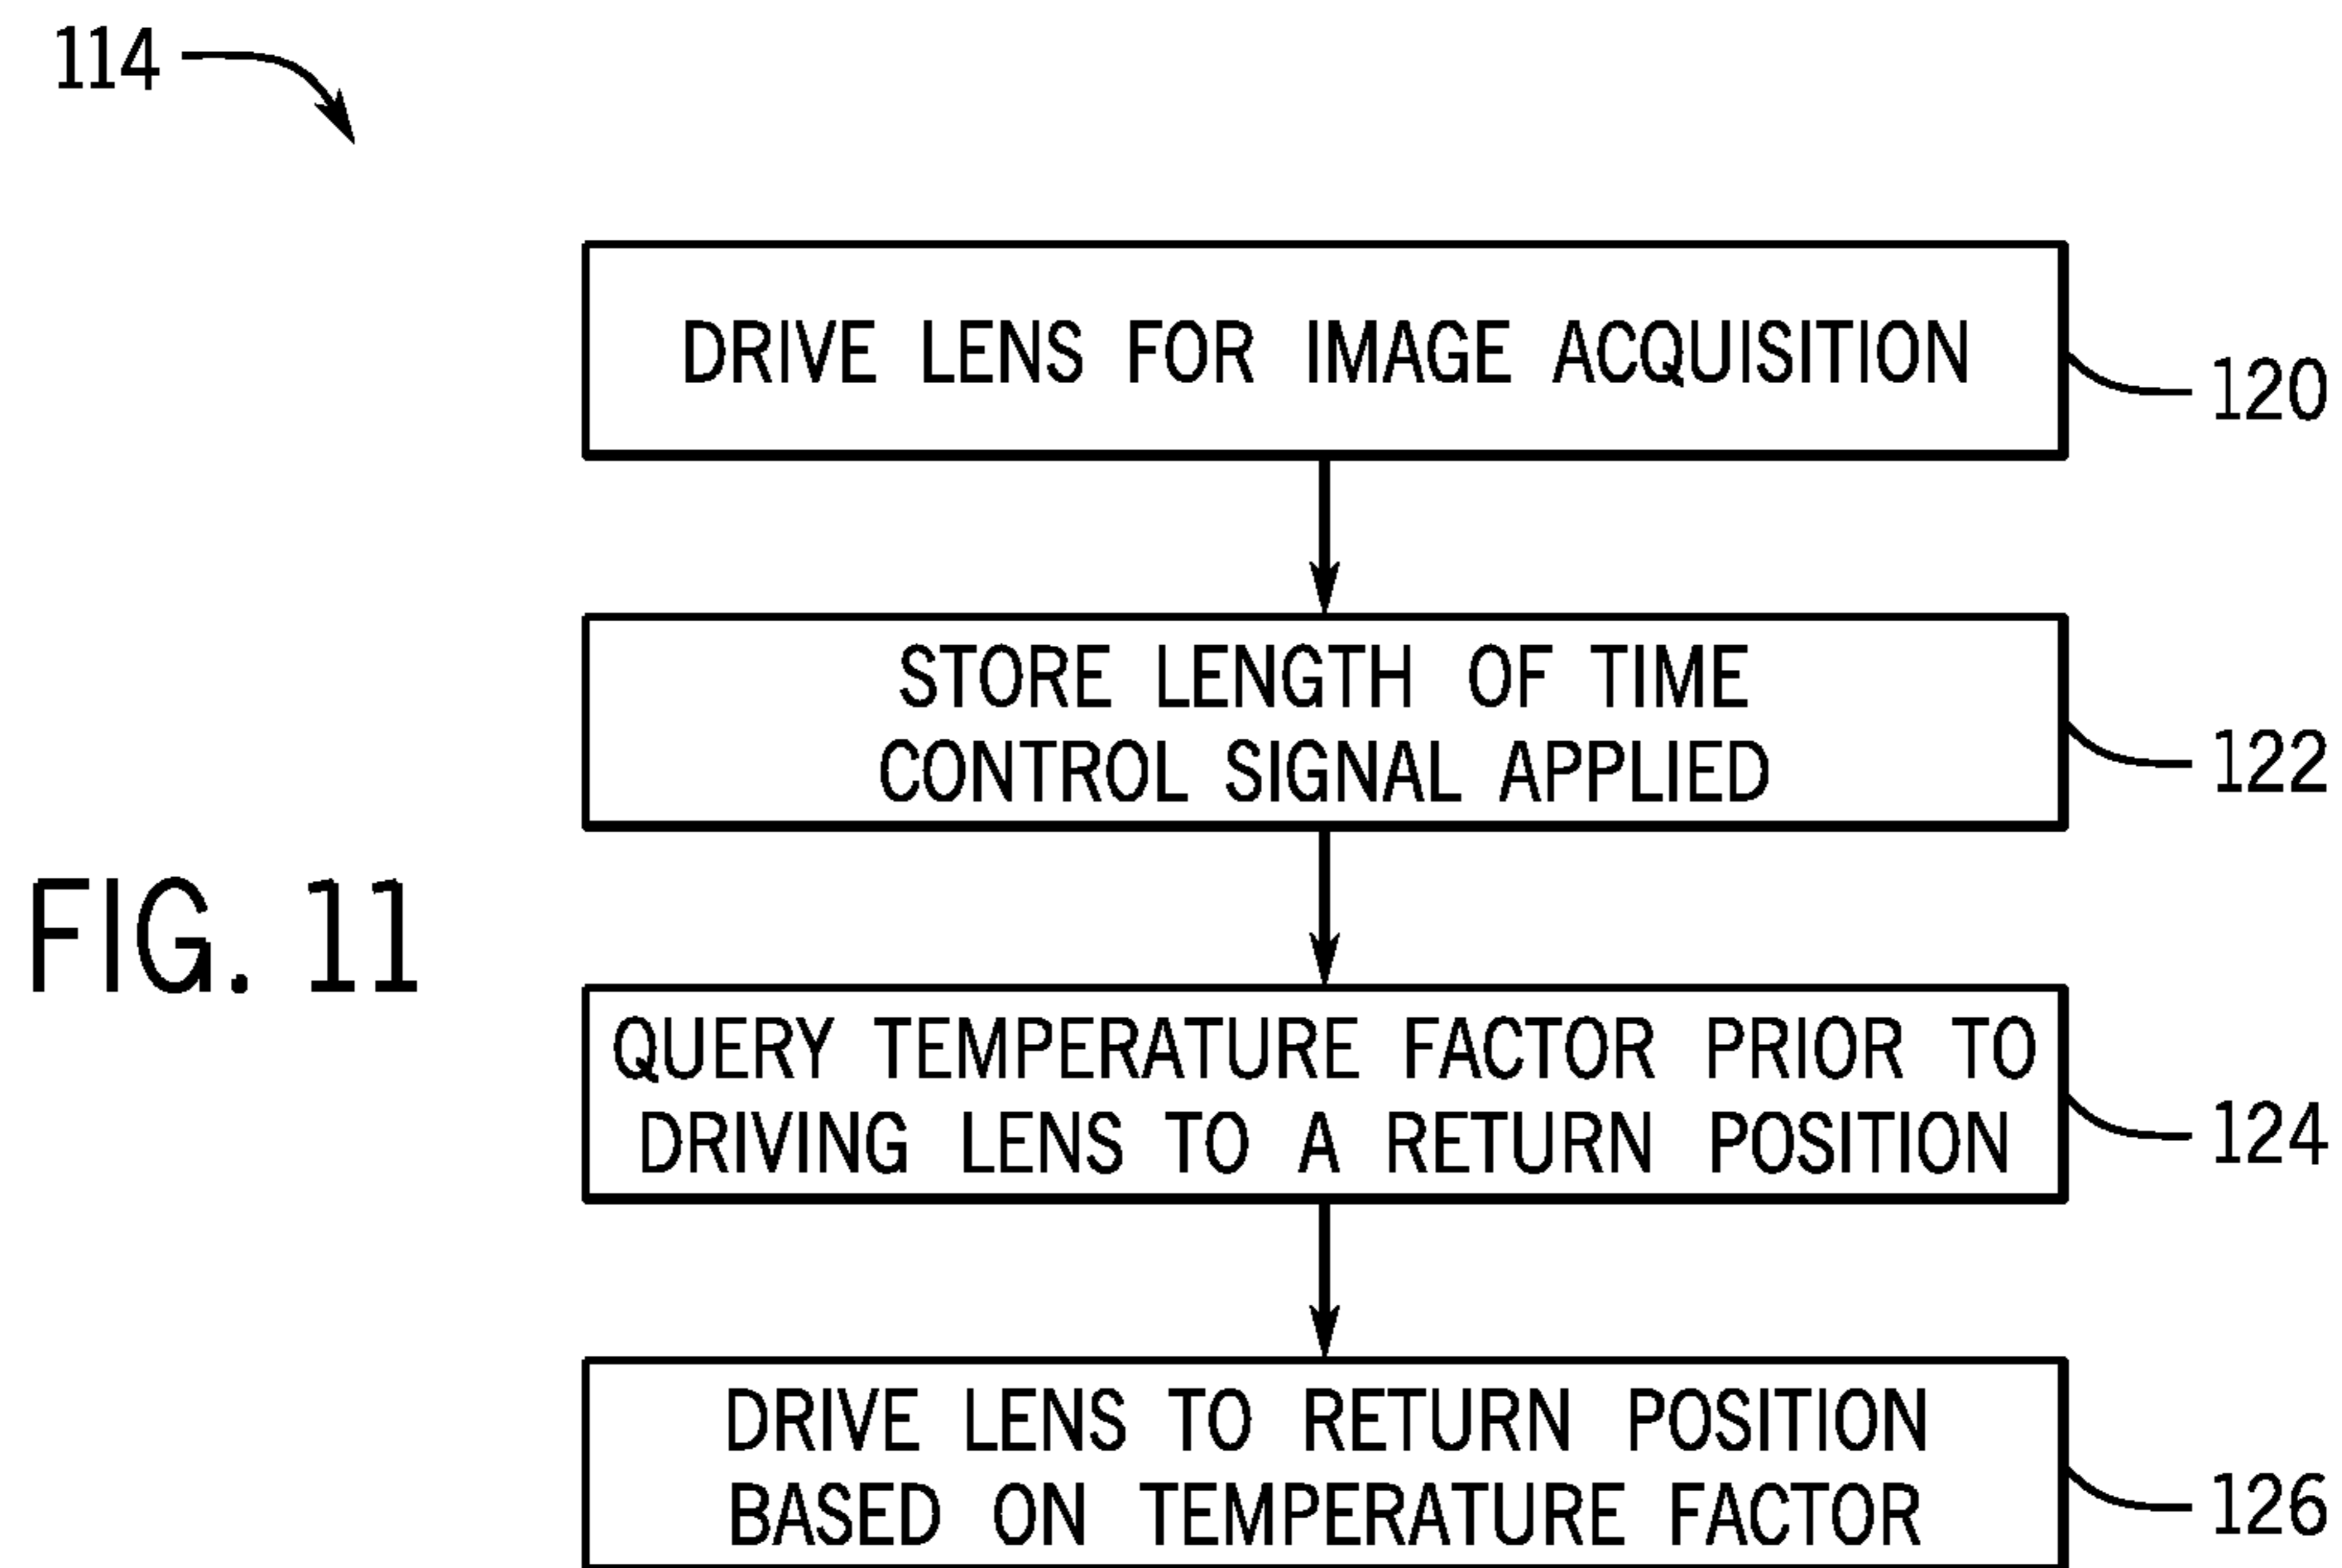 114
DRIVE LENS FOR IMAGE ACQUISITION
120
STORE LENGTH OF TIME
CONTROL SIGNAL APPLIED
122
FIG. 11
QUERY TEMPERATURE FACTOR PRIOR TO
DRIVING LENS TO A RETURN POSITION
124
DRIVE LENS TO RETURN POSITION
BASED ON TEMPERATURE FACTOR
126